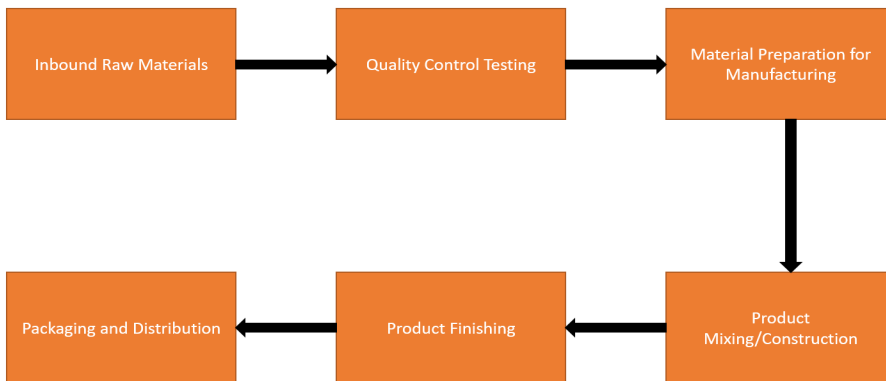 Inbound Raw Materials
Quality Control Testing
Material Preparation for
Manufacturing
Product
Mixing/Construction
Product Finishing
Packaging and Distribution